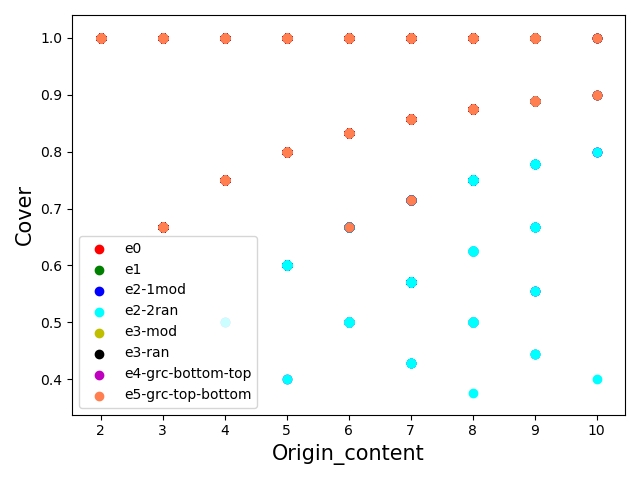 1.0
0.9
0.8
0.7
0.6
0.5
0.4
Cover
e0
e1
e2-1mod
e2-2ran
e3-mod
e3-ran
e4-grc-bottom-top
e5-grc-top-bottom
2 3 4 5 6 7 8 9 10
Origin_content